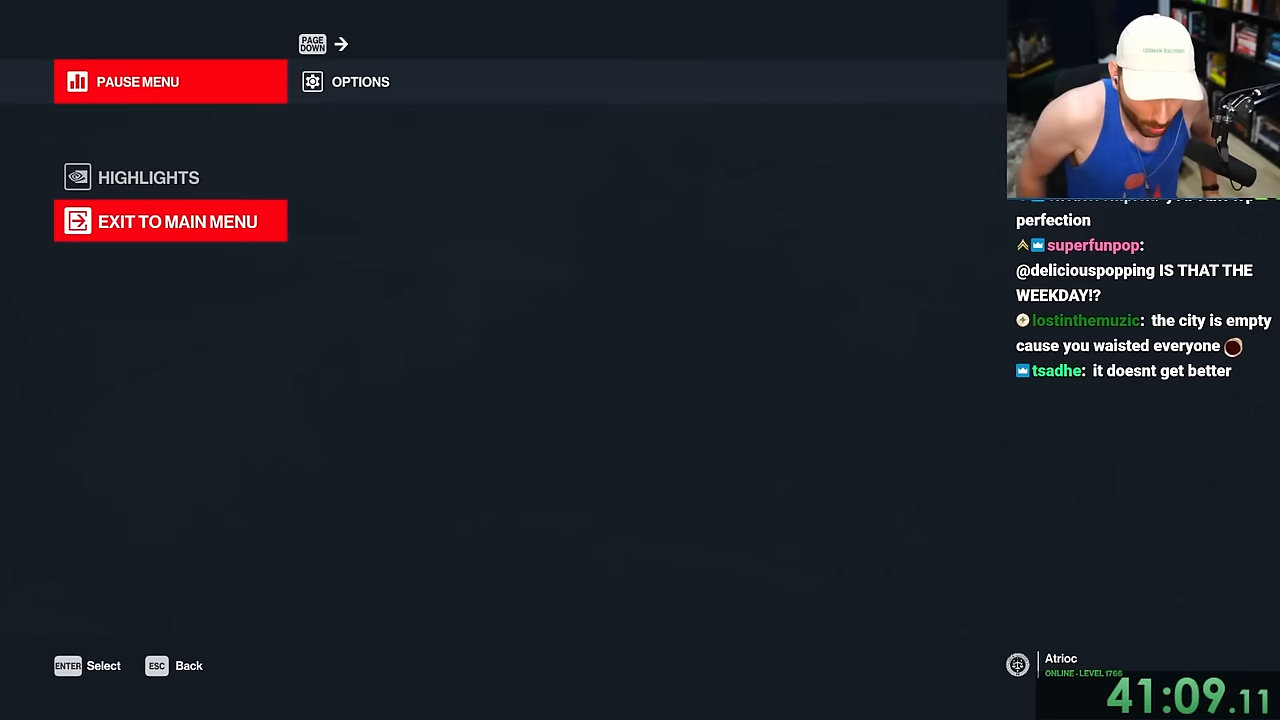 PAGE
DOWN
PAUSE MENU
OPTIONS
HIGHLIGHTS
EXIT TO MAIN MENU
perfection
superfunpop:
@deliciouspopping IS THAT THE
WEEKDAY!?
lostinthemuzic: the city is empty
cause you waisted everyone
tsadhe: it doesnt get better
ENTER Select
ESC Back
Atrioc
ONLINE - LEVEL 1766
41:09.11